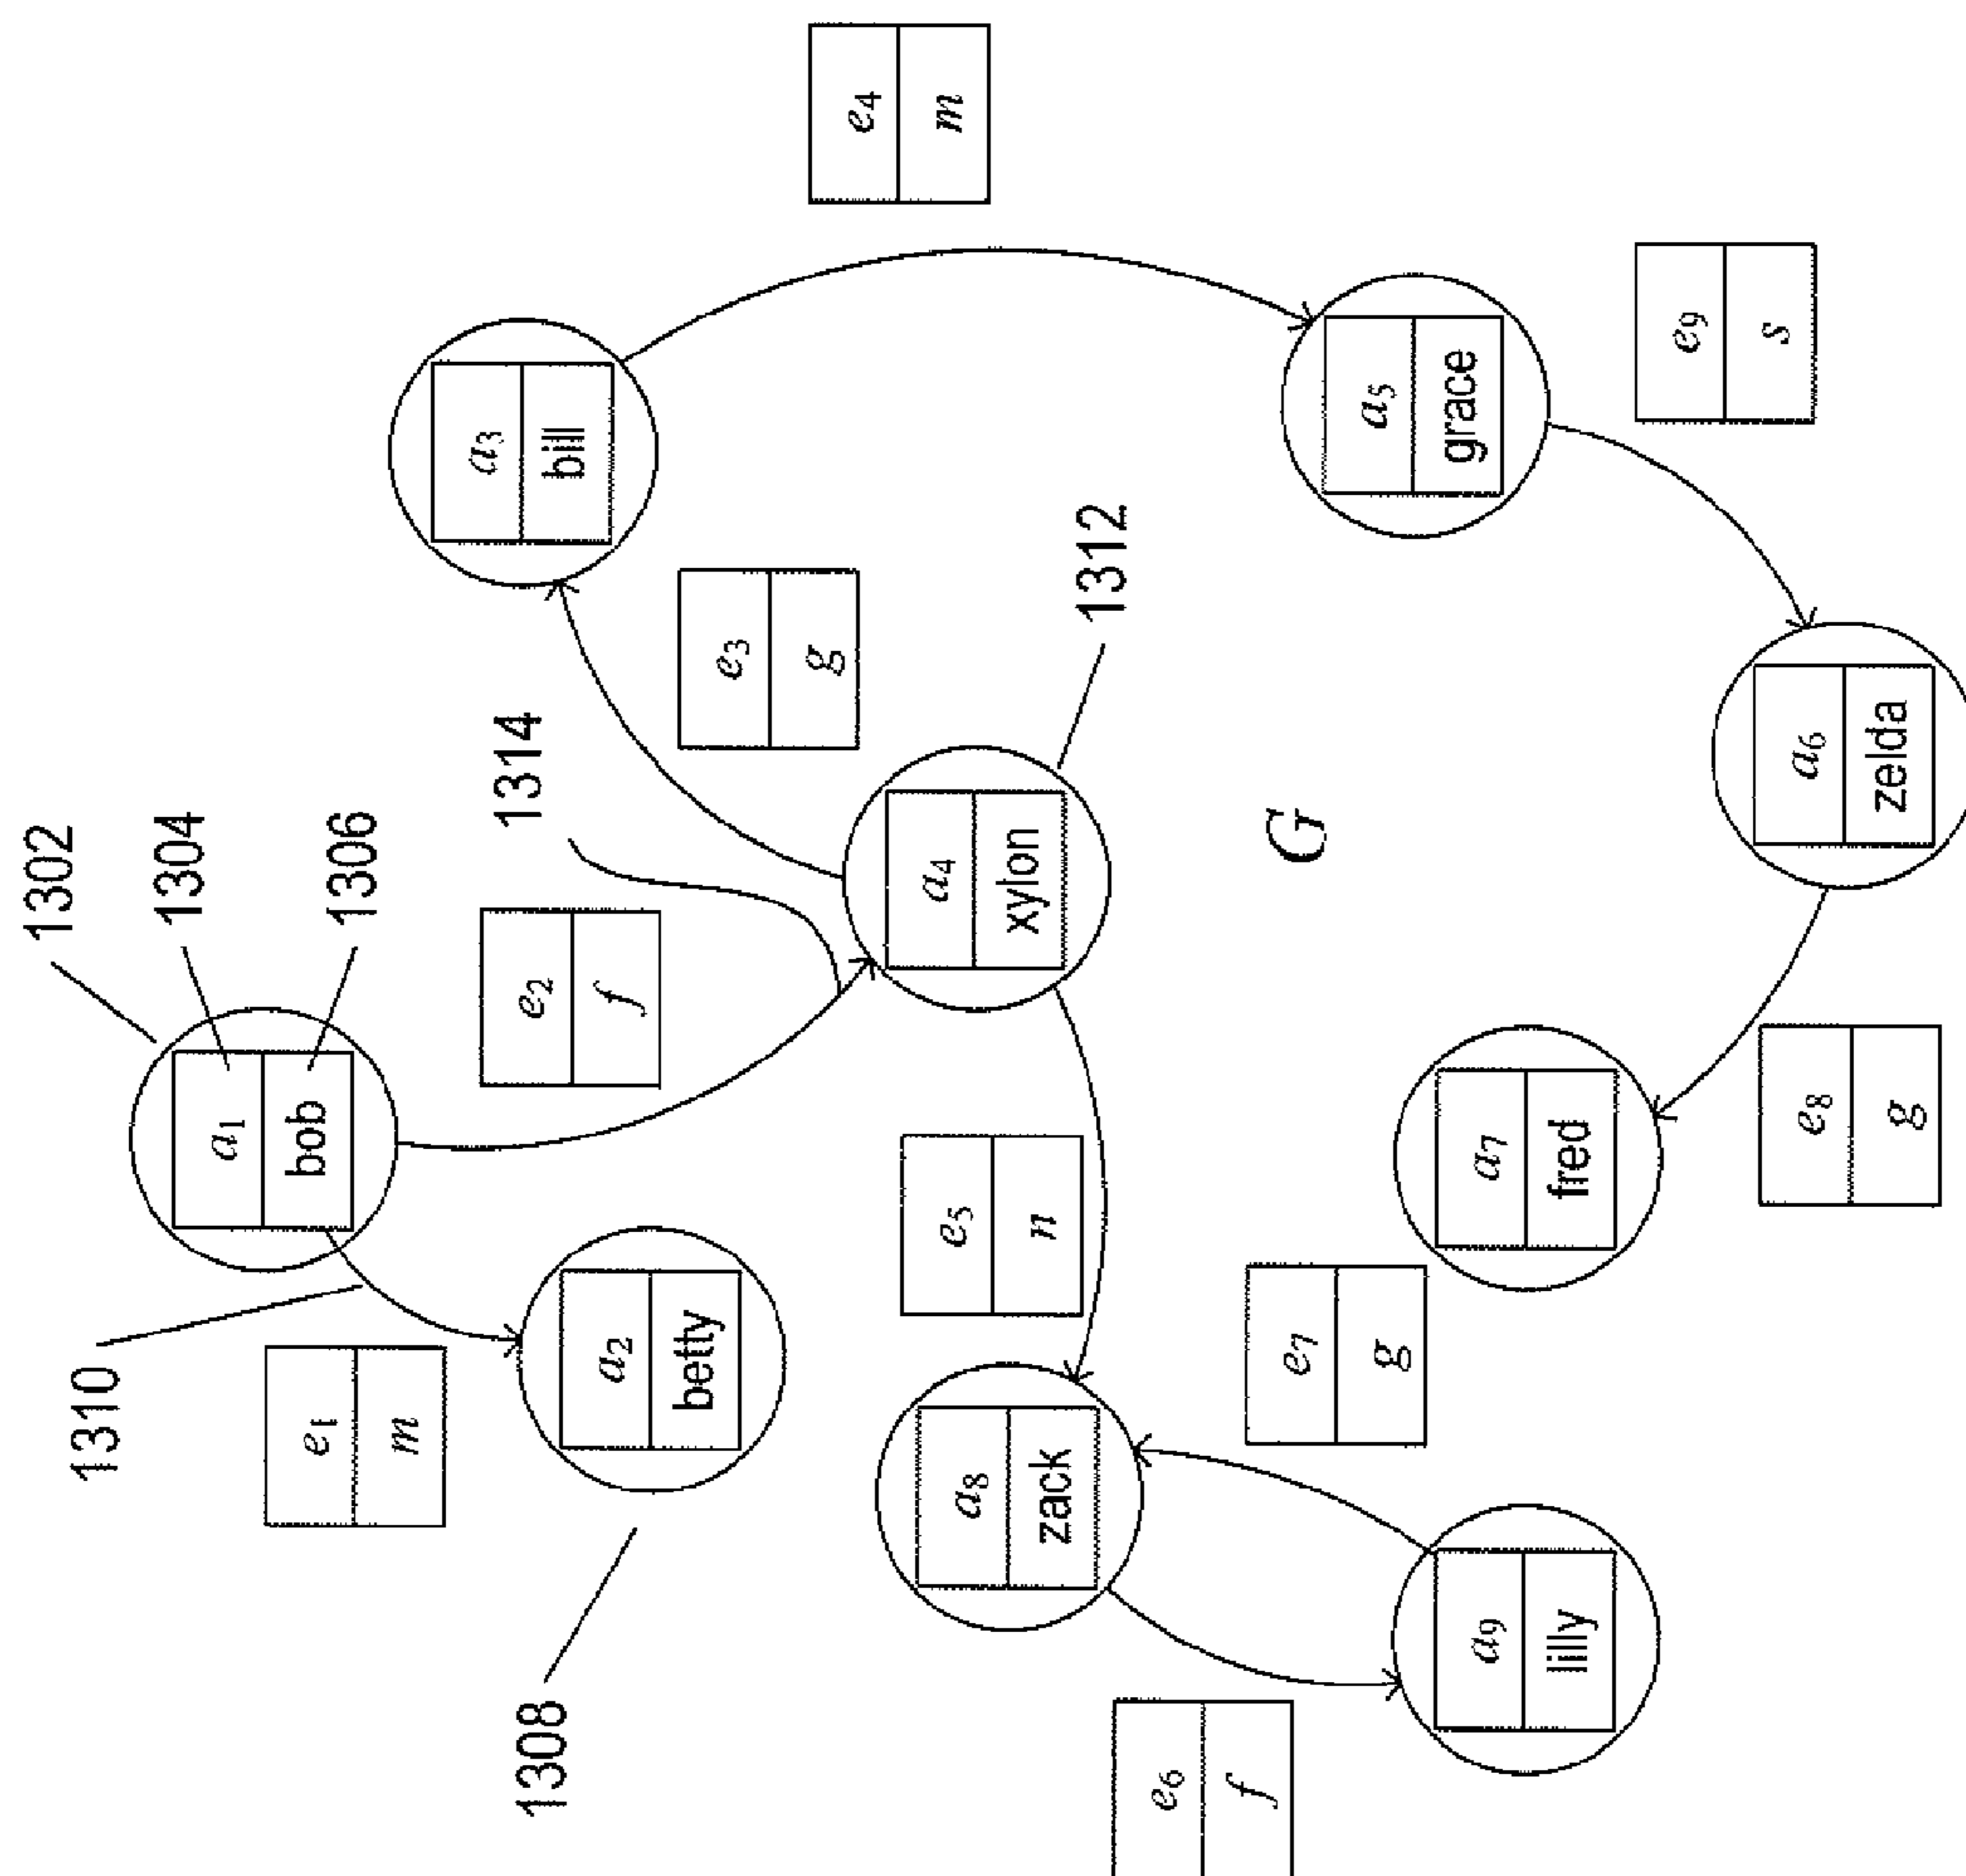 1302
1310
1304
1306
a₁
bob
e₁
m
a₃
bill
1314
e₂
f
1308
a₂
betty
e₃
g
e₄
m
a₄
xylon
e₅
n
a₈
zack
1312
e₆
f
G
e₇
g
a₅
grace
a₉
lilly
a₇
fred
e₉
s
a₆
zelda
e₈
g